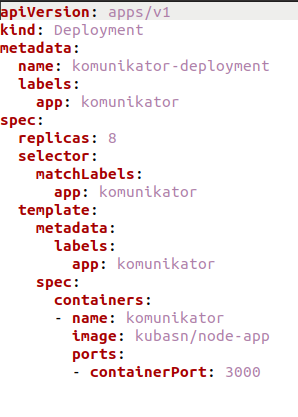 apiVersion: apps/v1
kind: Deployment
metadata:
  name: komunikator-deployment
  labels:
    app: komunikator
spec:
  replicas: 8
  selector:
    matchLabels:
      app: komunikator
  template:
    metadata:
      labels:
        app: komunikator
    spec:
      containers:
      - name: komunikator
        image: kubasn/node-app
        ports:
        - containerPort: 3000